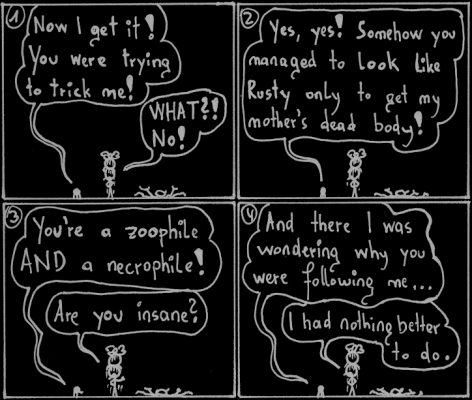 1
Now I get it!
You were trying
to trick me!
WHAT?!
No!
2
Yes, yes! Somehow you
managed to look like
Rusty only to get my
mother's dead body!
3
You're a zoophile
AND a necrophile!
Are you insane?
4
And there I was
wondering why you
were following me...
I had nothing better
to do.